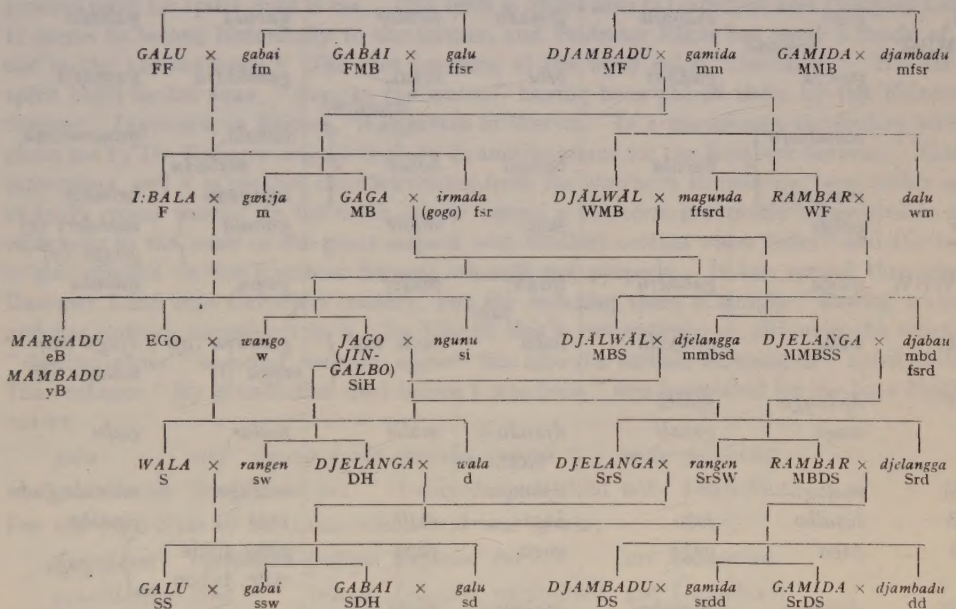 GALU × gabai GABAI × galu DJAMBADU × gamida GAMIDA × djambadu
FF fm FMB ffsr MF mm MMB mfsr
I:BALA × gwi:ja GAGA × irmada DJĂLWĂL × magunda RAMBAR × dalu
F m MB (gogo) fsr WMB ffsrd WF wm
MARGADU EGO × wango JAGO × ngunu DJĂLWĂL × djelangga DJELANGA × djabau
eB w (JIN- si MBS mmbsd MMBSS mbd
MAMBADU GALBO) fsrd
yB SiH
WALA × rangen DJELANGA × wala DJELANGA × rangen RAMBAR × djelangga
S sw DH d SrS SrSW MBDS Srd
GALU × gabai GABAI × galu DJAMBADU × gamida GAMIDA × djambadu
SS ssw SDH sd DS srdd SrDS dd